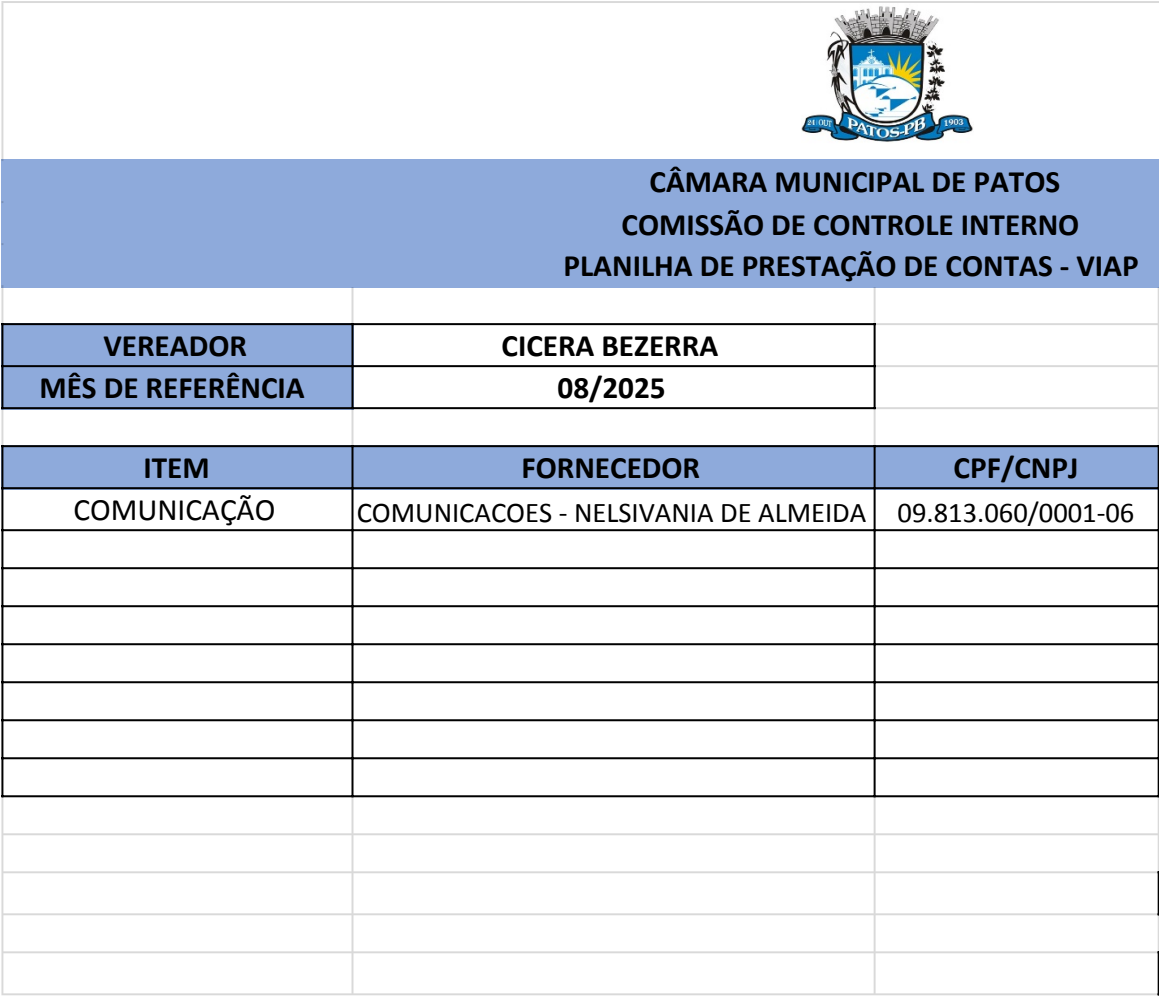 24 OUT PATOS-PB 1903
CÂMARA MUNICIPAL DE PATOS
COMISSÃO DE CONTROLE INTERNO
PLANILHA DE PRESTAÇÃO DE CONTAS - VIAP
VEREADOR CICERA BEZERRA
MÊS DE REFERÊNCIA 08/2025
ITEM FORNECEDOR CPF/CNPJ
COMUNICAÇÃO COMUNICACOES - NELSIVANIA DE ALMEIDA 09.813.060/0001-06